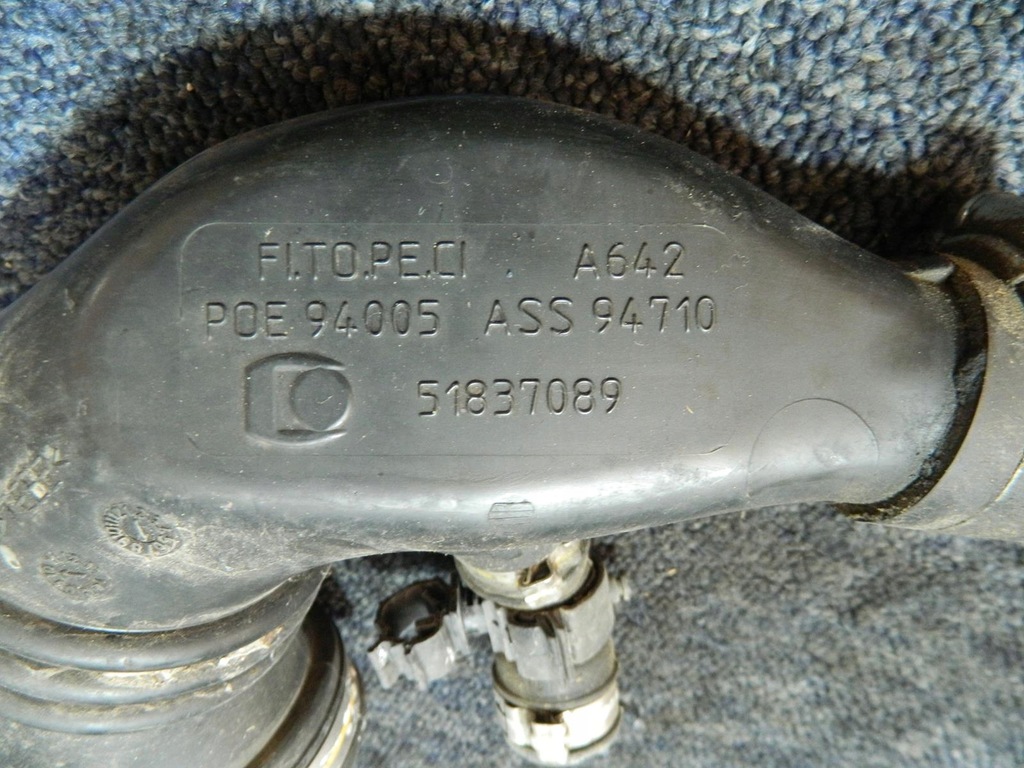 FI.TO.PE.CI. A642
POE 94005 ASS 94710
51837089